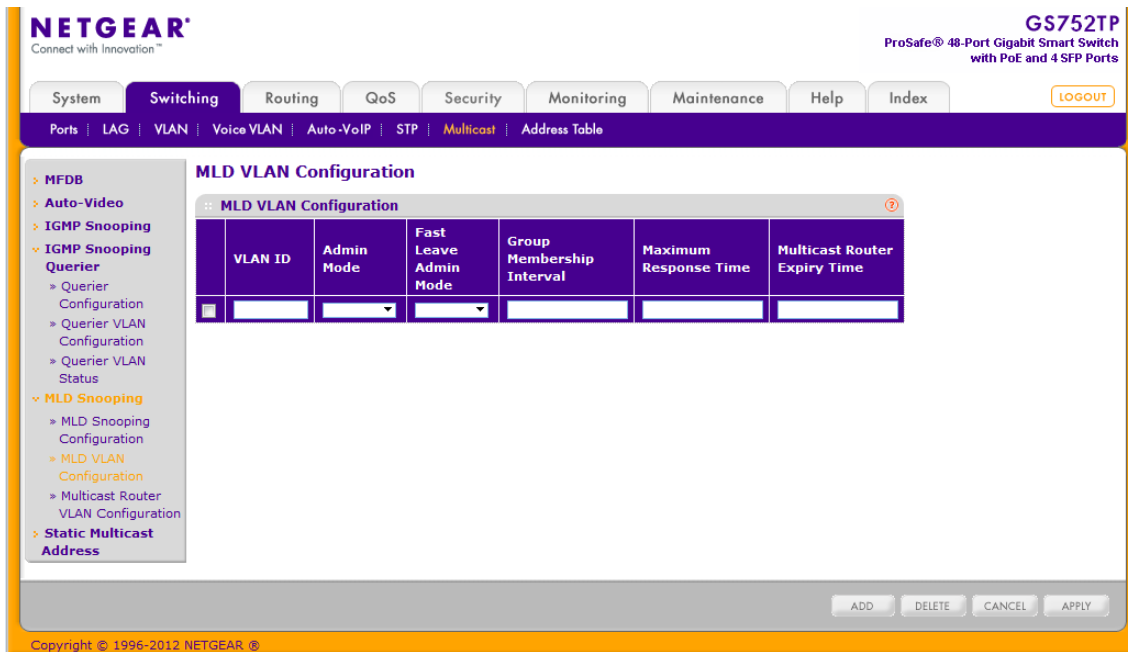 NETGEAR®
Connect with Innovation™
GS752TP
ProSafe® 48-Port Gigabit Smart Switch
with PoE and 4 SFP Ports
System
Switching
Routing
QoS
Security
Monitoring
Maintenance
Help
Index
LOGOUT
Ports | LAG | VLAN | Voice VLAN | Auto-VoIP | STP | Multicast | Address Table
MFDB
Auto-Video
IGMP Snooping
IGMP Snooping
Querier
» Querier
Configuration
» Querier VLAN
Configuration
» Querier VLAN
Status
MLD Snooping
» MLD Snooping
Configuration
» MLD VLAN
Configuration
» Multicast Router
VLAN Configuration
Static Multicast
Address
MLD VLAN Configuration
MLD VLAN Configuration
?
VLAN ID
Admin
Mode
Fast
Leave
Admin
Mode
Group
Membership
Interval
Maximum
Response Time
Multicast Router
Expiry Time
ADD
DELETE
CANCEL
APPLY
Copyright © 1996-2012 NETGEAR ®